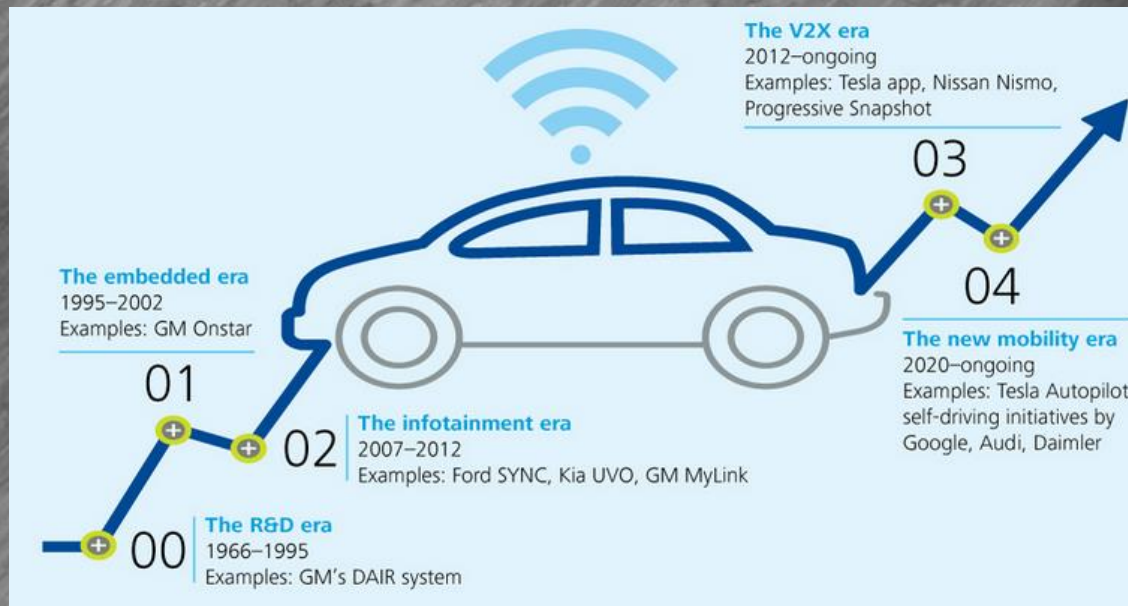 The V2X era
2012–ongoing
Examples: Tesla app, Nissan Nismo,
Progressive Snapshot
03
The embedded era
1995–2002
Examples: GM Onstar
01
04
The new mobility era
2020–ongoing
Examples: Tesla Autopilot
self-driving initiatives by
Google, Audi, Daimler
02
The infotainment era
2007–2012
Examples: Ford SYNC, Kia UVO, GM MyLink
00
The R&D era
1966–1995
Examples: GM's DAIR system